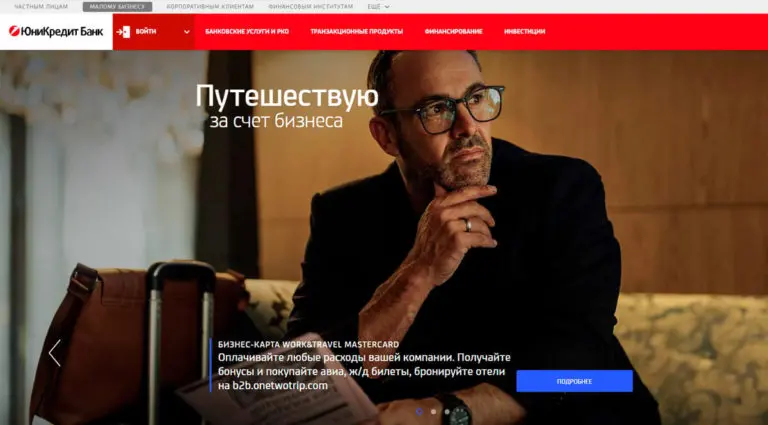 ЧАСТНЫМ ЛИЦАМ МАЛОМУ БИЗНЕСУ КОРПОРАТИВНЫМ КЛИЕНТАМ ФИНАНСОВЫМ ИНСТИТУТАМ ЕЩЁ
ЮниКредит Банк ВОЙТИ БАНКОВСКИЕ УСЛУГИ И РКО ТРАНЗАКЦИОННЫЕ ПРОДУКТЫ ФИНАНСИРОВАНИЕ ИНВЕСТИЦИИ
Путешествую
за счет бизнеса
БИЗНЕС-КАРТА WORK&TRAVEL MASTERCARD
Оплачивайте любые расходы вашей компании. Получайте
бонусы и покупайте авиа, ж/д билеты, бронируйте отели
на b2b.onetwotrip.com
ПОДРОБНЕЕ